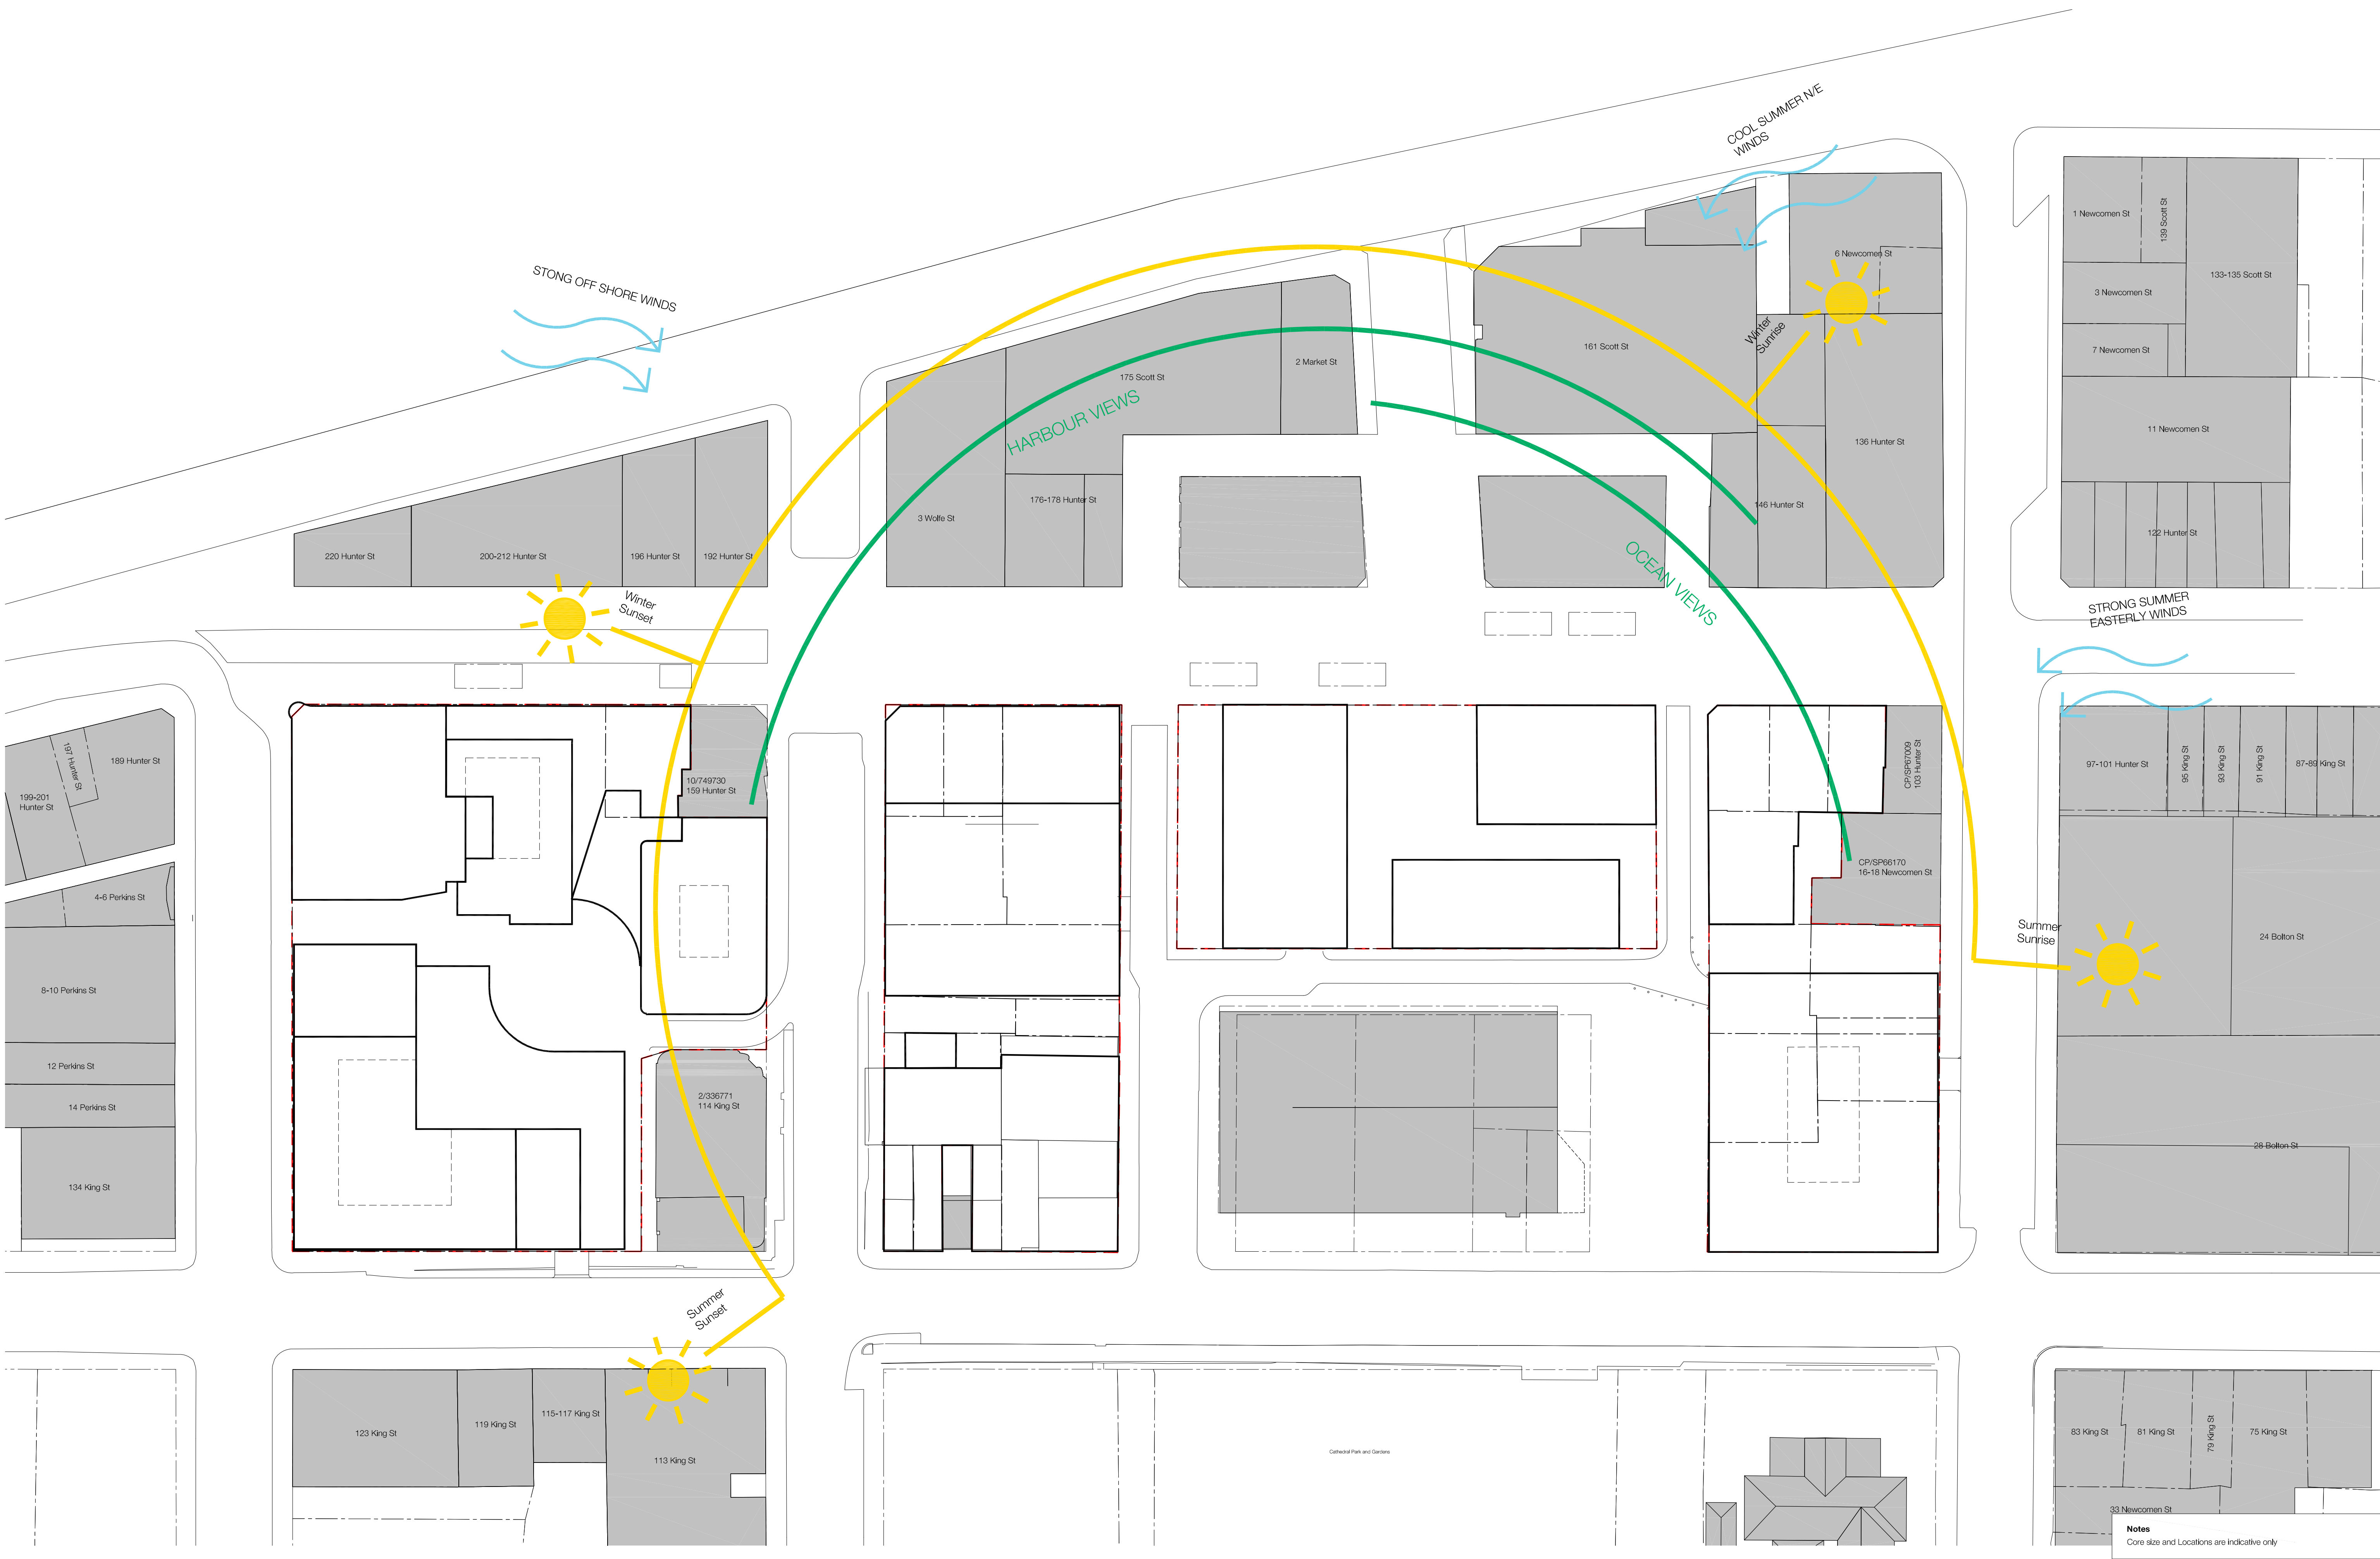 COOL SUMMER N/E
WINDS
STONG OFF SHORE WINDS
1 Newcomen St
139 Scott St
133-135 Scott St
6 Newcomen St
3 Newcomen St
7 Newcomen St
Winter
Sunrise
161 Scott St
2 Market St
175 Scott St
HARBOUR VIEWS
11 Newcomen St
136 Hunter St
176-178 Hunter St
3 Wolfe St
146 Hunter St
122 Hunter St
220 Hunter St
200-212 Hunter St
196 Hunter St
192 Hunter St
OCEAN VIEWS
Winter
Sunset
STRONG SUMMER
EASTERLY WINDS
197 Hunter St
189 Hunter St
199-201
Hunter St
10/749730
159 Hunter St
CP/SP67009
103 Hunter St
97-101 Hunter St
95 King St
93 King St
91 King St
87-89 King St
CP/SP66170
16-18 Newcomen St
4-6 Perkins St
Summer
Sunrise
24 Bolton St
8-10 Perkins St
12 Perkins St
14 Perkins St
2/336771
114 King St
28 Bolton St
134 King St
Summer
Sunset
123 King St
119 King St
115-117 King St
113 King St
Cathedral Park and Gardens
83 King St
81 King St
79 King St
75 King St
33 Newcomen St
Notes
Core size and Locations are indicative only